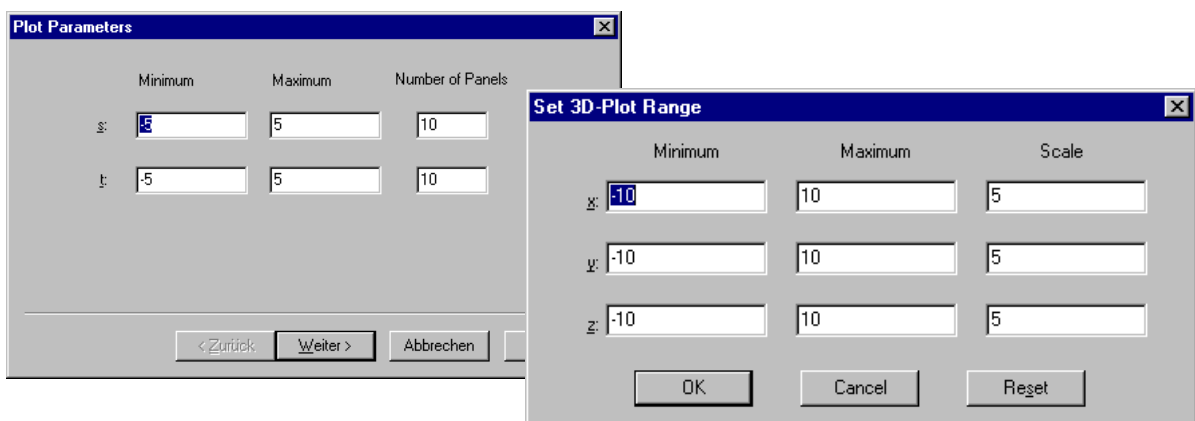 Plot Parameters
Minimum Maximum Number of Panels
s: -5 5 10
t: -5 5 10
< Zurück Weiter > Abbrechen
Set 3D-Plot Range
Minimum Maximum Scale
x: -10 10 5
y: -10 10 5
z: -10 10 5
OK Cancel Reset